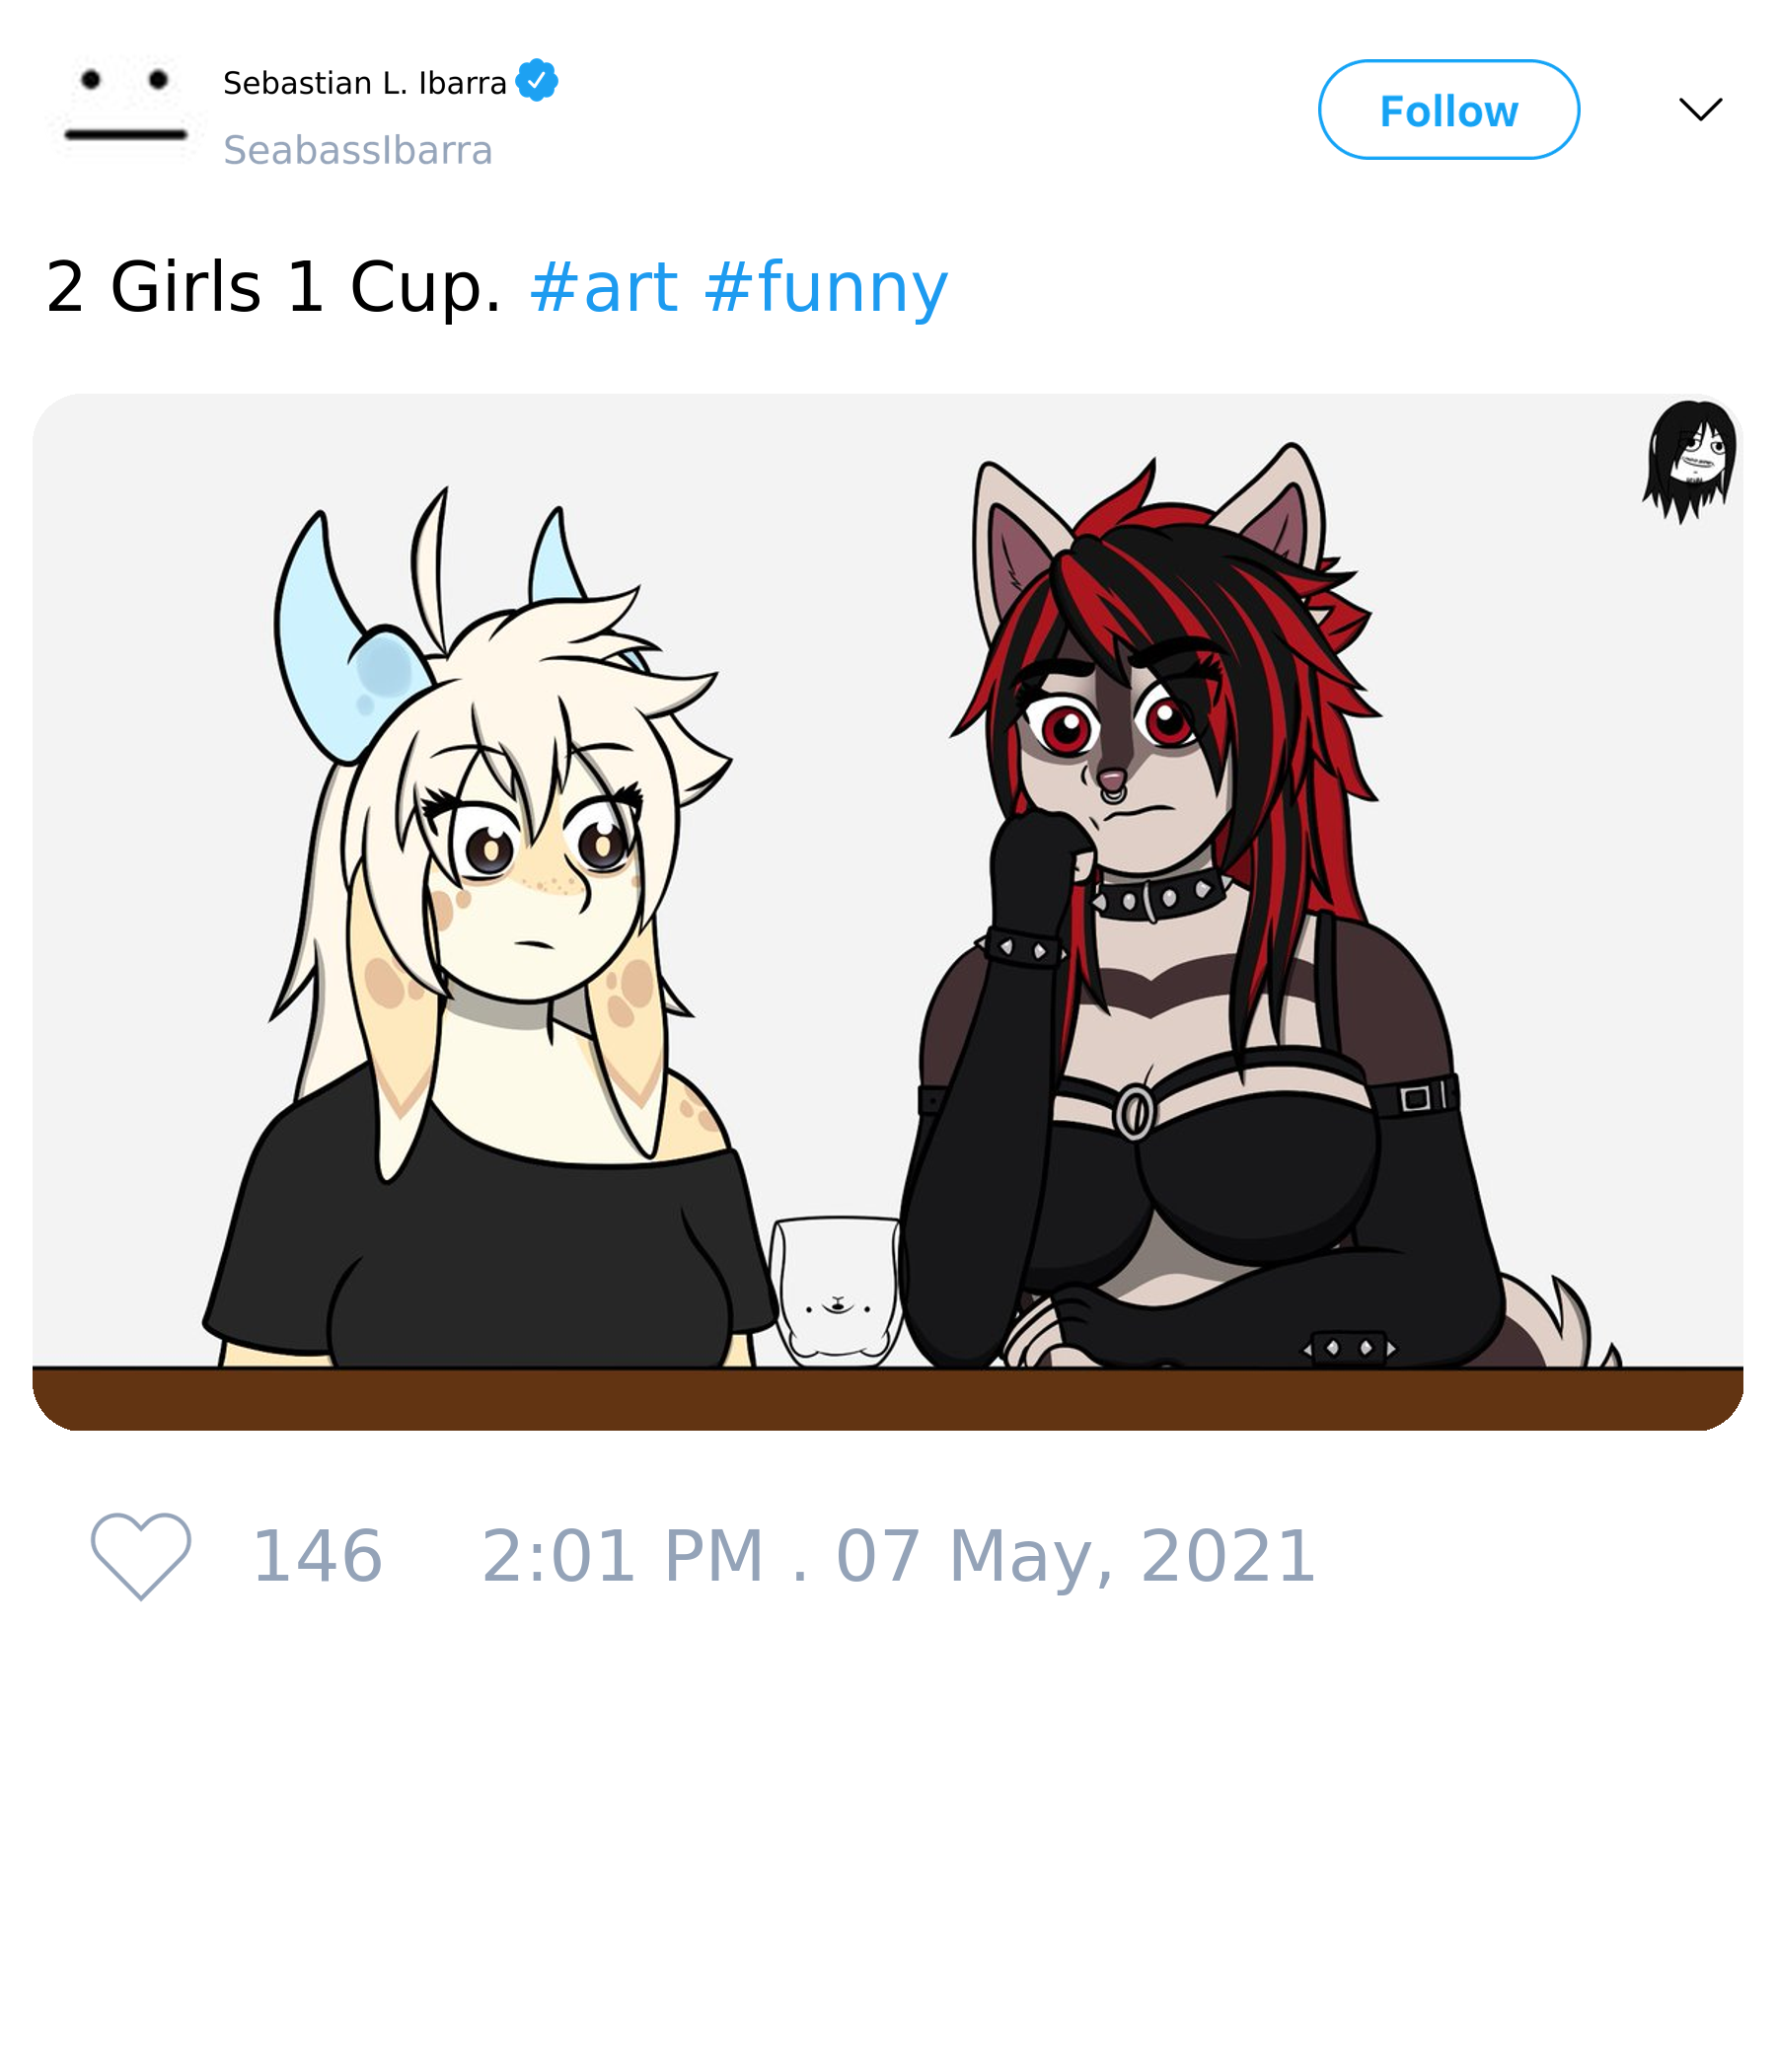 Sebastian L. Ibarra
SeabassIbarra
Follow
2 Girls 1 Cup. #art #funny
146 2:01 PM . 07 May, 2021